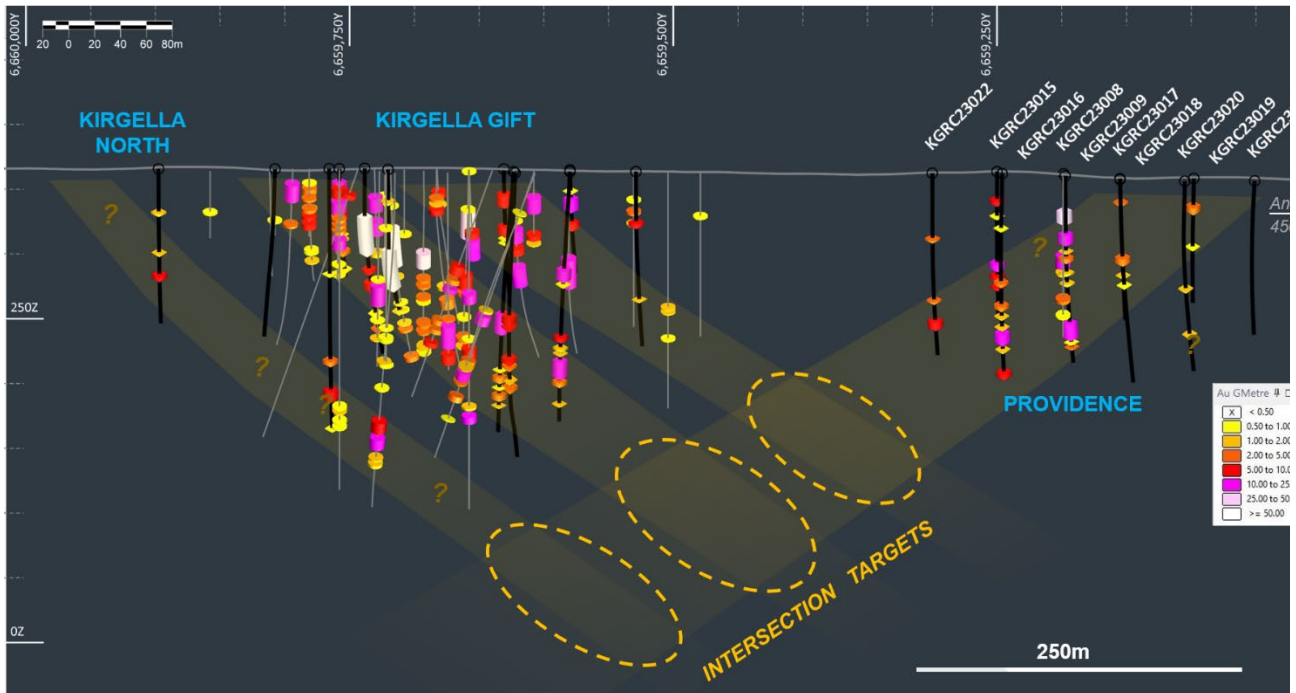 6,660,000Y
6,659,750Y
6,659,500Y
6,659,250Y
20 0 20 40 60 80m
KIRGELLA
NORTH
KIRGELLA GIFT
KGRC23022
KGRC23015
KGRC23016
KGRC23008
KGRC23009
KGRC23017
KGRC23018
KGRC23020
KGRC23019
?
?
250Z
?
?
?
?
PROVIDENCE
Au GMetre
X < 0.50
0.50 to 1.00
1.00 to 2.00
2.00 to 5.00
5.00 to 10.0
10.00 to 25
25.00 to 50
>= 50.00
INTERSECTION TARGETS
0Z
250m